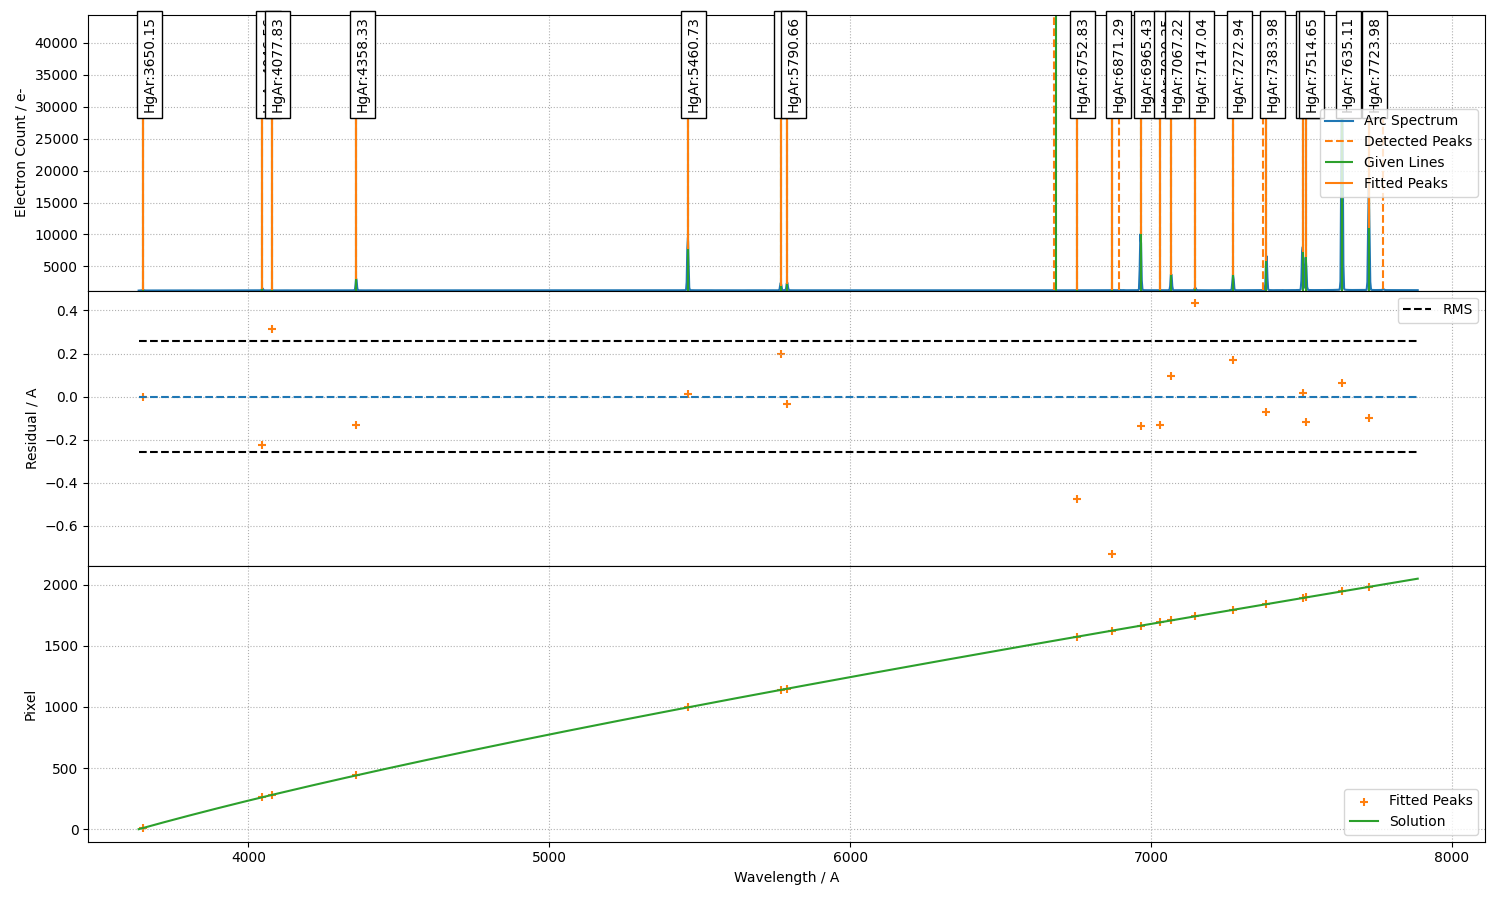 HgAr:3650.15
HgAr:4077.83
HgAr:4358.33
HgAr:5460.73
HgAr:5790.66
HgAr:6752.83
HgAr:6871.29
HgAr:6965.43
HgAr:7067.22
HgAr:7147.04
HgAr:7272.94
HgAr:7383.98
HgAr:7514.65
HgAr:7635.11
HgAr:7723.98
Electron Count / e-
40000
35000
30000
25000
20000
15000
10000
5000
Arc Spectrum
Detected Peaks
Given Lines
Fitted Peaks
Residual / A
0.4
0.2
0.0
−0.2
−0.4
−0.6
RMS
Pixel
2000
1500
1000
500
0
Fitted Peaks
Solution
4000
5000
6000
7000
8000
Wavelength / A